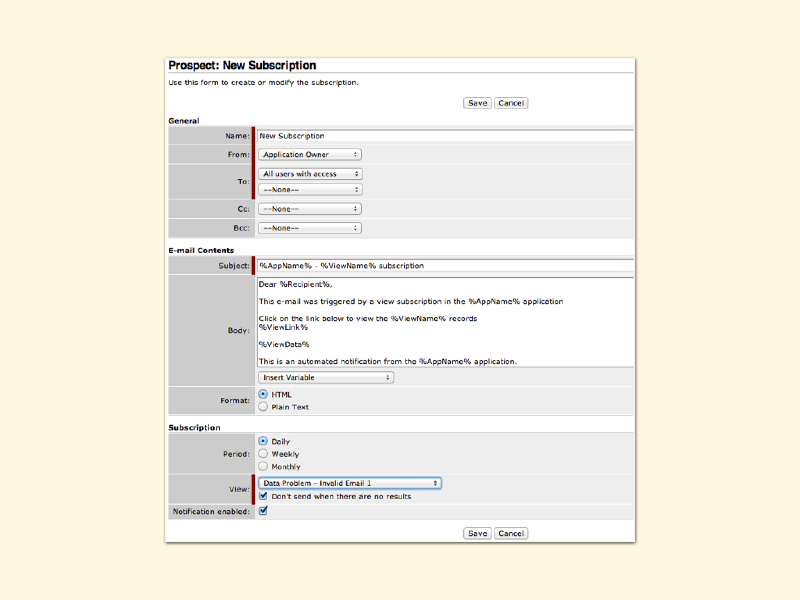 Prospect: New Subscription
Use this form to create or modify the subscription.
Save Cancel
General
Name: New Subscription
From: Application Owner
To: All users with access
--None--
Cc: --None--
Bcc: --None--
E-mail Contents
Subject: %AppName% - %ViewName% subscription
Dear %Recipient%,
This e-mail was triggered by a view subscription in the %AppName% application
Click on the link below to view the %ViewName% records
%ViewLink%
Body:
%ViewData%
This is an automated notification from the %AppName% application.
Insert Variable
Format: HTML
Plain Text
Subscription
Daily
Period: Weekly
Monthly
View: Data Problem - Invalid Email 1
Don't send when there are no results
Notification enabled:
Save Cancel